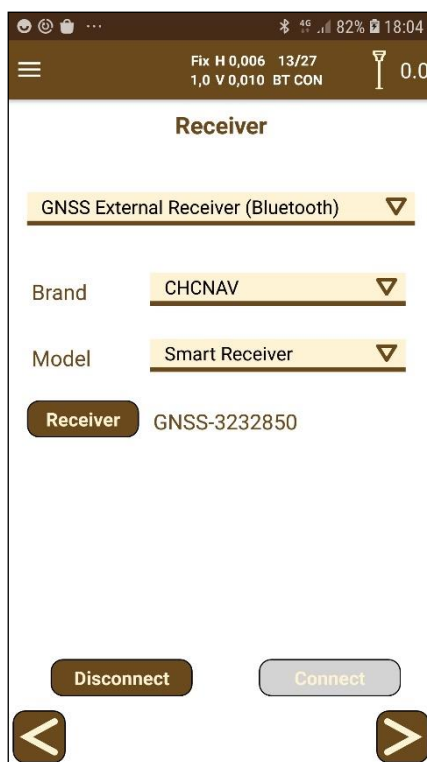 4G 82% 18:04
Fix H 0,006 13/27
1,0 V 0,010 BT CON
0.0
Receiver
GNSS External Receiver (Bluetooth)
Brand CHCNAV
Model Smart Receiver
Receiver GNSS-3232850
Disconnect Connect